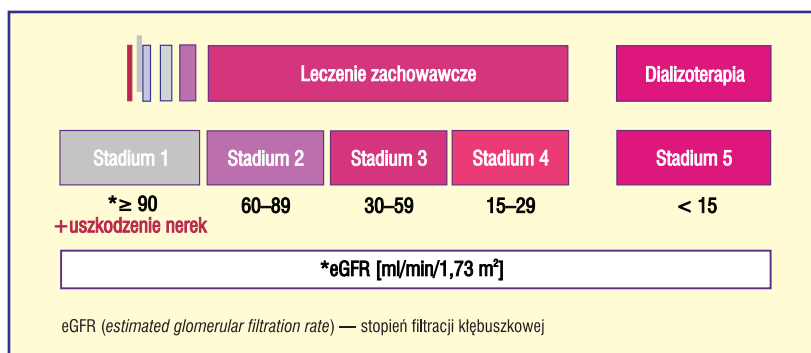 Leczenie zachowawcze
Dializoterapia
Stadium 1
Stadium 2
Stadium 3
Stadium 4
Stadium 5
*≥ 90
60–89
30–59
15–29
< 15
+uszkodzenie nerek
*eGFR [ml/min/1,73 m²]
eGFR (estimated glomerular filtration rate) — stopień filtracji kłębuszkowej